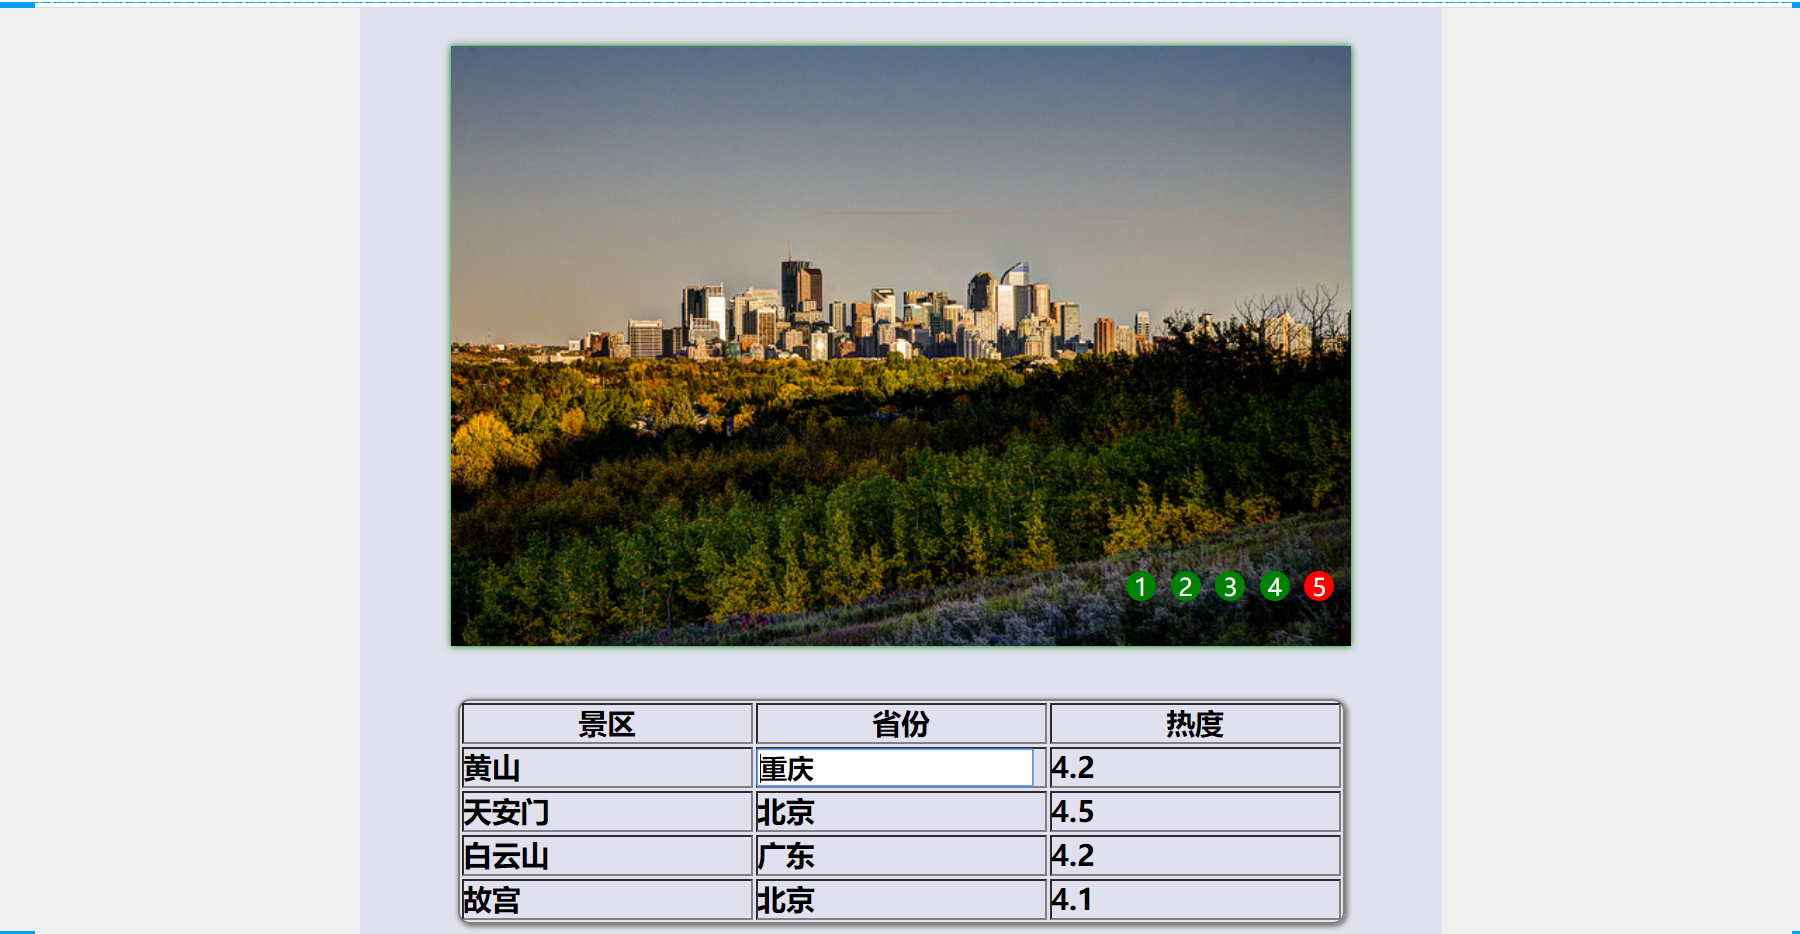 1 2 3 4 5
景区 省份 热度
黄山 重庆 4.2
天安门 北京 4.5
白云山 广东 4.2
故宫 北京 4.1